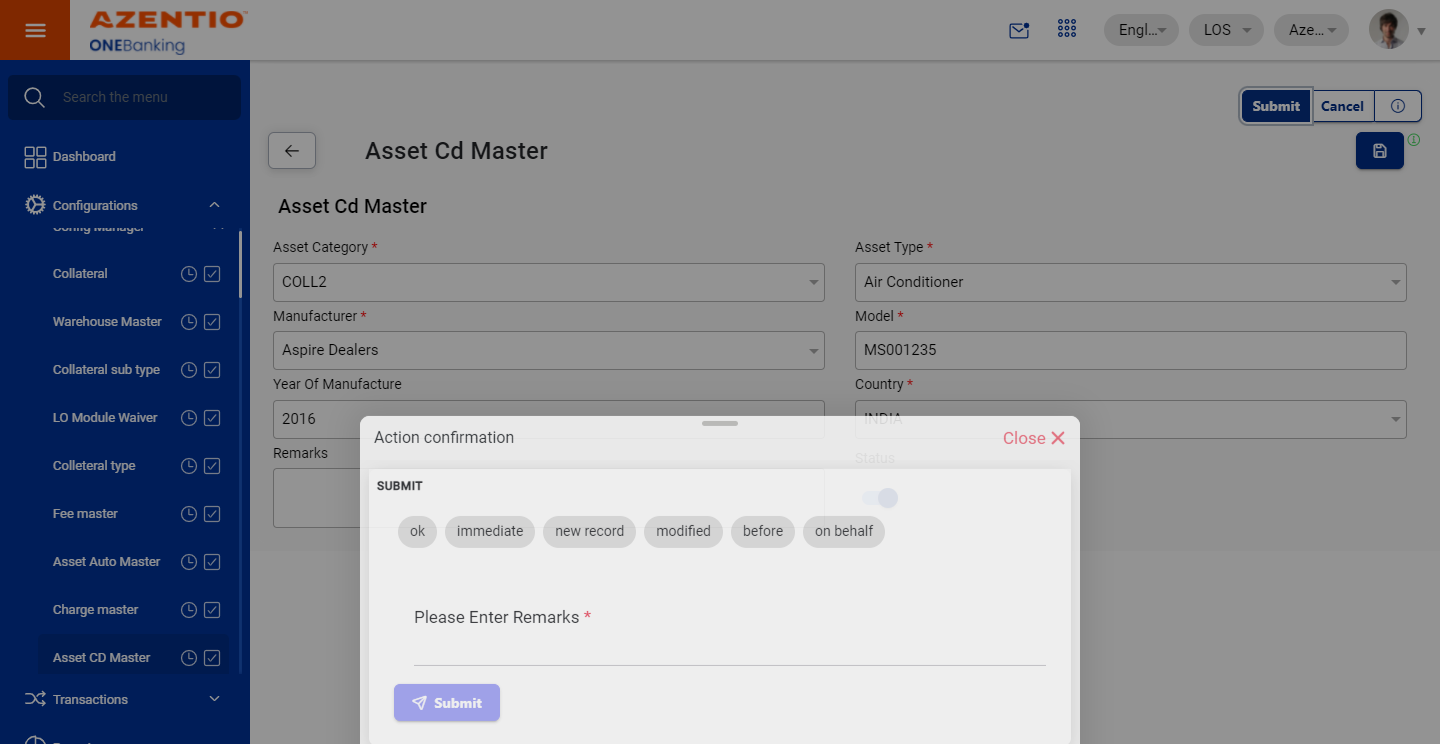 AZENTIO™
ONEBanking
Engl...
LOS
Aze...
Search the menu
Dashboard
Configurations
Config Manager
Collateral
Warehouse Master
Collateral sub type
LO Module Waiver
Colleteral type
Fee master
Asset Auto Master
Charge master
Asset CD Master
Transactions
Submit
Cancel
Asset Cd Master
Asset Cd Master
Asset Category *
COLL2
Asset Type *
Air Conditioner
Manufacturer *
Aspire Dealers
Model *
MS001235
Year Of Manufacture
2016
Country *
INDIA
Remarks
Status
Action confirmation
Close
SUBMIT
ok
immediate
new record
modified
before
on behalf
Please Enter Remarks *
Submit